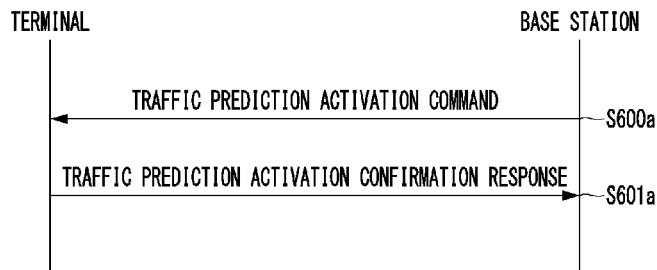 TERMINAL BASE STATION
TRAFFIC PREDICTION ACTIVATION COMMAND
S600a
TRAFFIC PREDICTION ACTIVATION CONFIRMATION RESPONSE
S601a